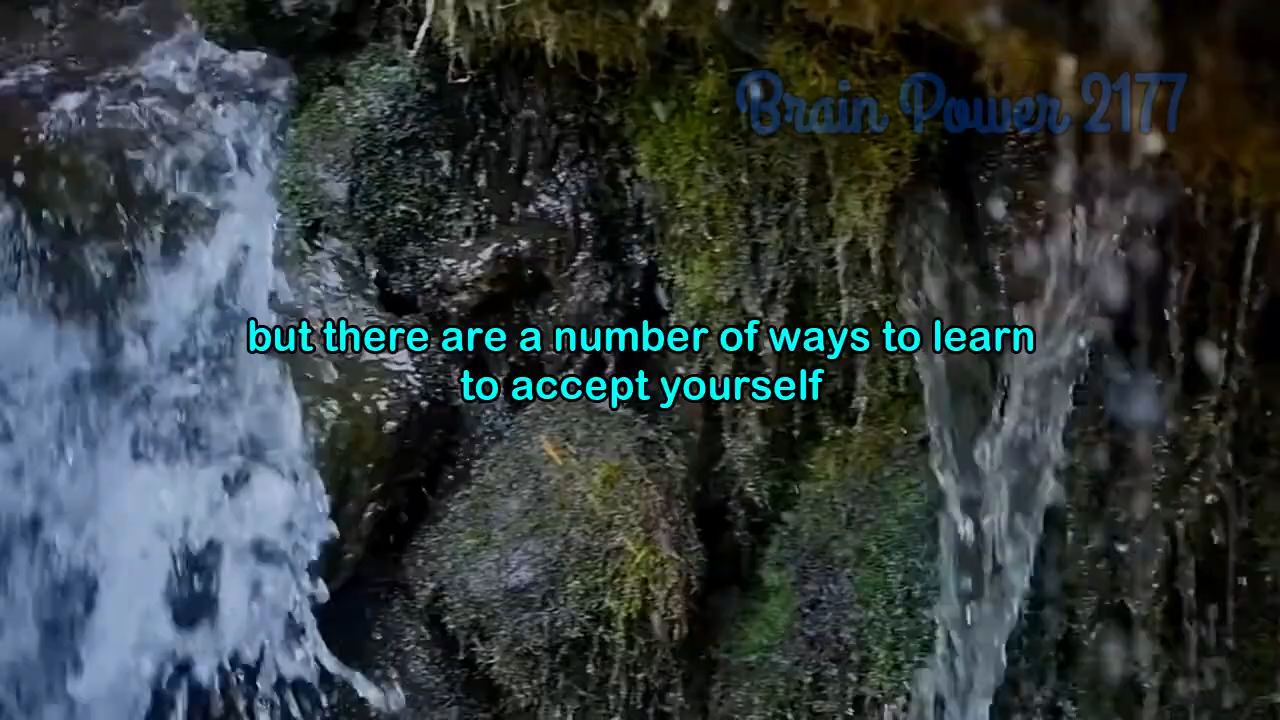 Brain Power 2177
but there are a number of ways to learn
to accept yourself